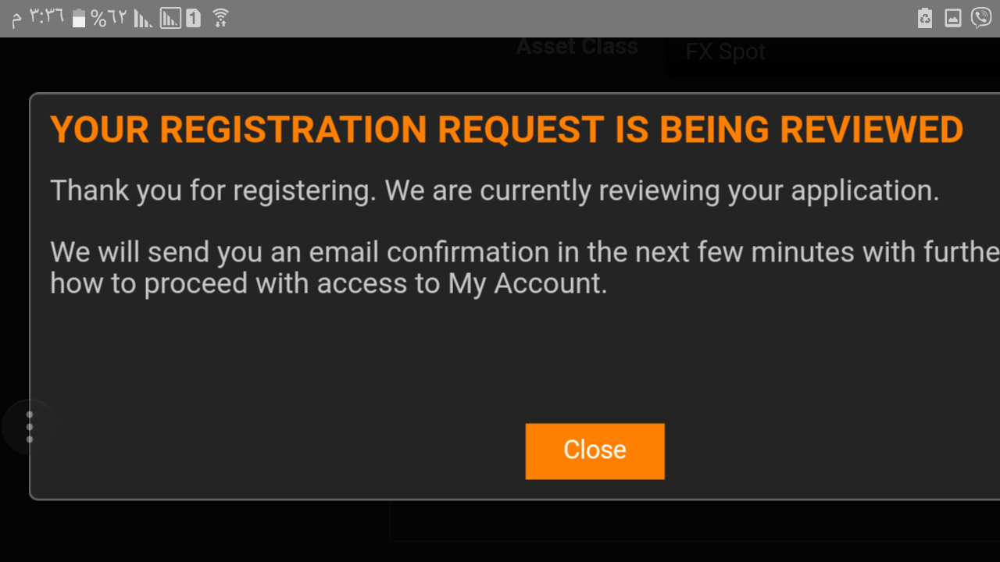 م ٣:٣٦ %٦٢ 1
Asset Class FX Spot
YOUR REGISTRATION REQUEST IS BEING REVIEWED
Thank you for registering. We are currently reviewing your application.
We will send you an email confirmation in the next few minutes with furthe
how to proceed with access to My Account.
Close